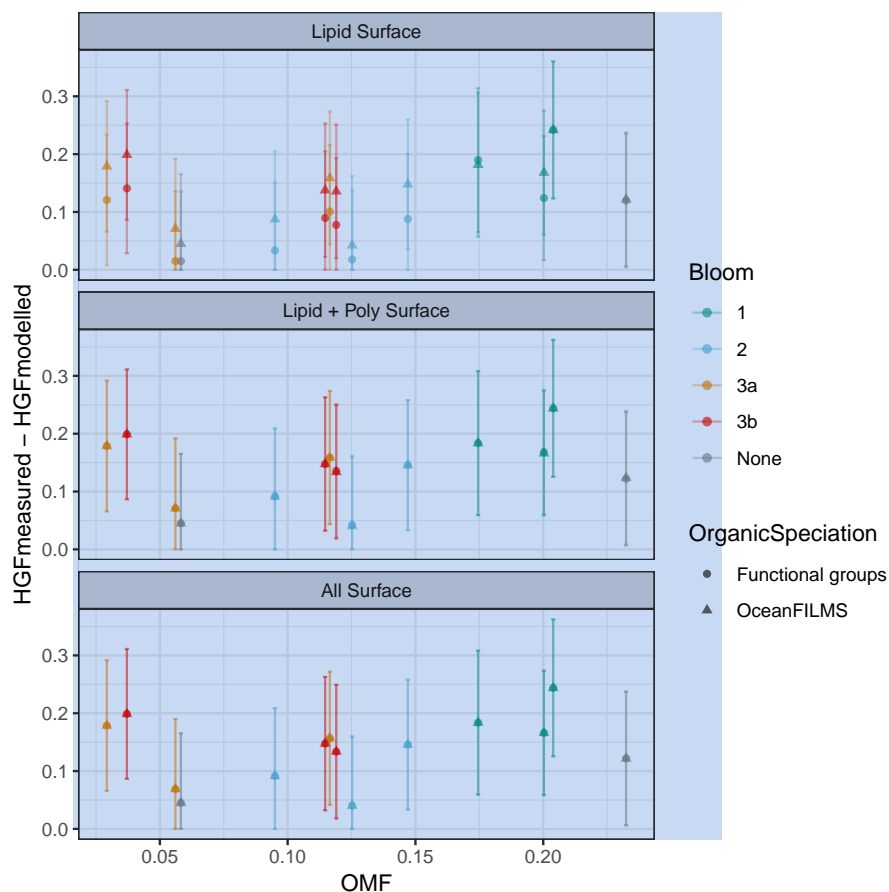 Lipid Surface
0.3
0.2
0.1
0.0
Lipid + Poly Surface
0.3
0.2
0.1
0.0
All Surface
0.3
0.2
0.1
0.0
0.05 0.10 0.15 0.20
OMF
HGFmeasured − HGFmodelled
Bloom
1
2
3a
3b
None
OrganicSpeciation
Functional groups
OceanFILMS